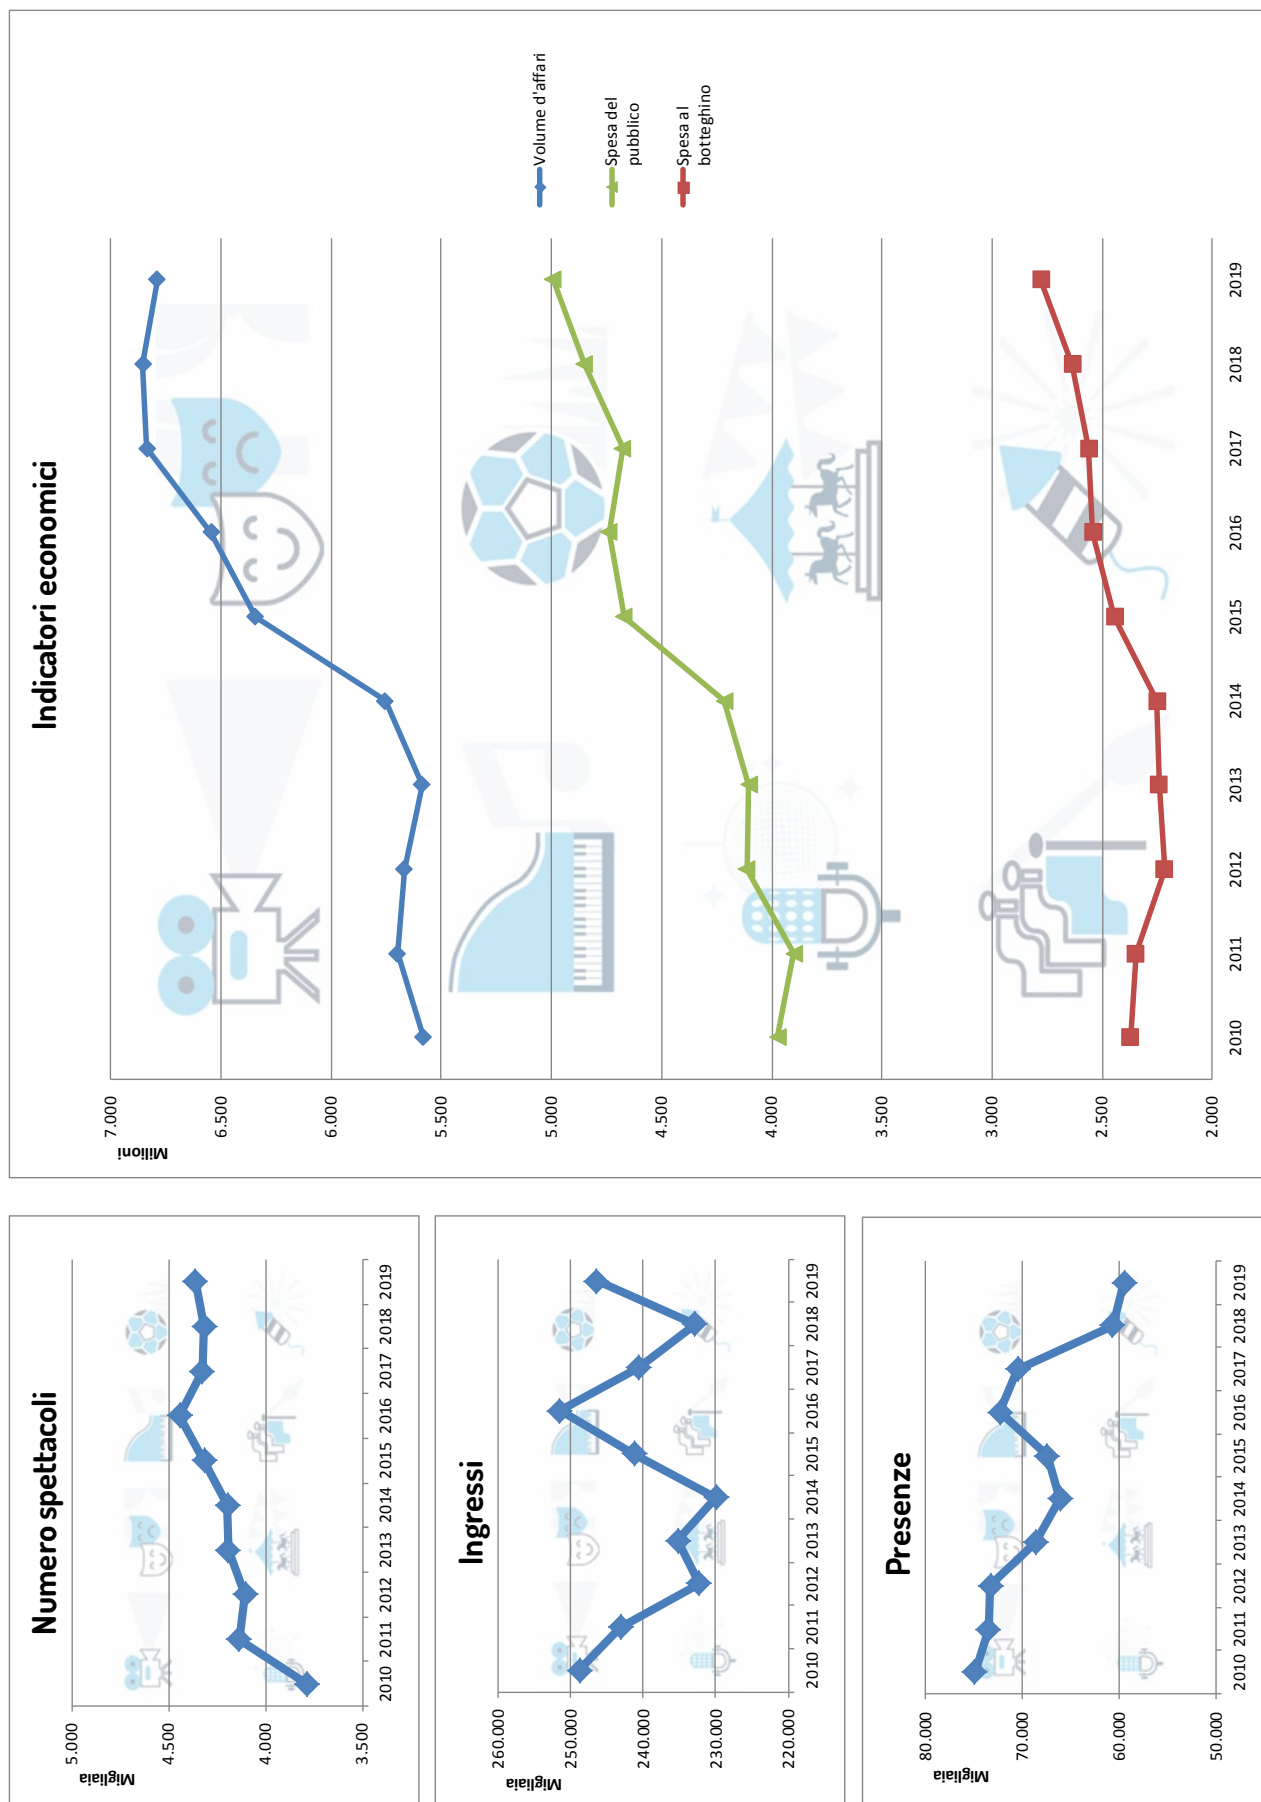 Numero spettacoli
Migliaia
5.000
4.500
4.000
3.500
2010 2011 2012 2013 2014 2015 2016 2017 2018 2019
Ingressi
Migliaia
260.000
250.000
240.000
230.000
220.000
2010 2011 2012 2013 2014 2015 2016 2017 2018 2019
Presenze
Migliaia
80.000
70.000
60.000
50.000
2010 2011 2012 2013 2014 2015 2016 2017 2018 2019
Indicatori economici
Milioni
7.000
6.500
6.000
5.500
5.000
4.500
4.000
3.500
3.000
2.500
2.000
2010 2011 2012 2013 2014 2015 2016 2017 2018 2019
Volume d'affari
Spesa del
pubblico
Spesa al
botteghino